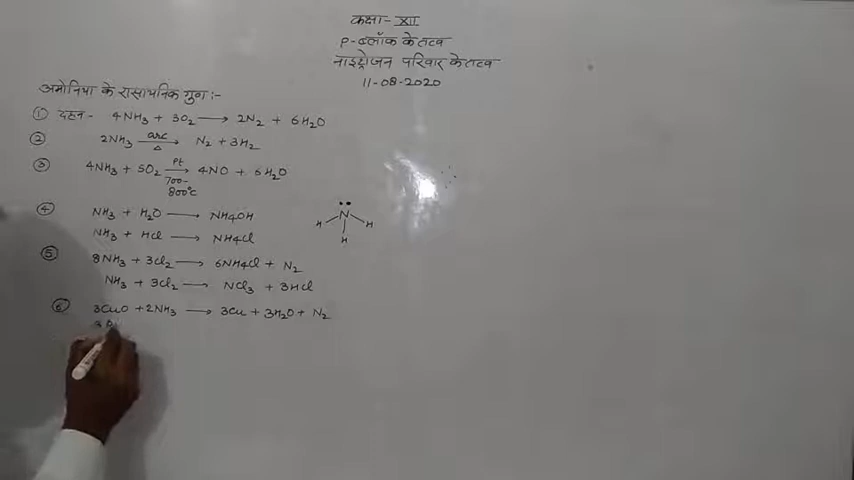 कक्षा - XII
P-ब्लॉक के तत्व
नाइट्रोजन परिवार के तत्व
11-08-2020
अमोनिया के रासायनिक गुण :-
① दहन - 4NH₃ + 3O₂ ⟶ 2N₂ + 6H₂O
② 2NH₃ arc ⟶ △ N₂ + 3H₂
③ 4NH₃ + 5O₂ Pt ⟶ 700-800°C 4NO + 6H₂O
④ NH₃ + H₂O ⟶ NH4OH
NH₃ + HCl ⟶ NH4Cl
N
H H
H
⑤ 8NH₃ + 3Cl₂ ⟶ 6NH4Cl + N₂
NH₃ + 3Cl₂ ⟶ NCl₃ + 3HCl
⑥ 3CuO + 2NH₃ ⟶ 3Cu + 3H₂O + N₂
3P